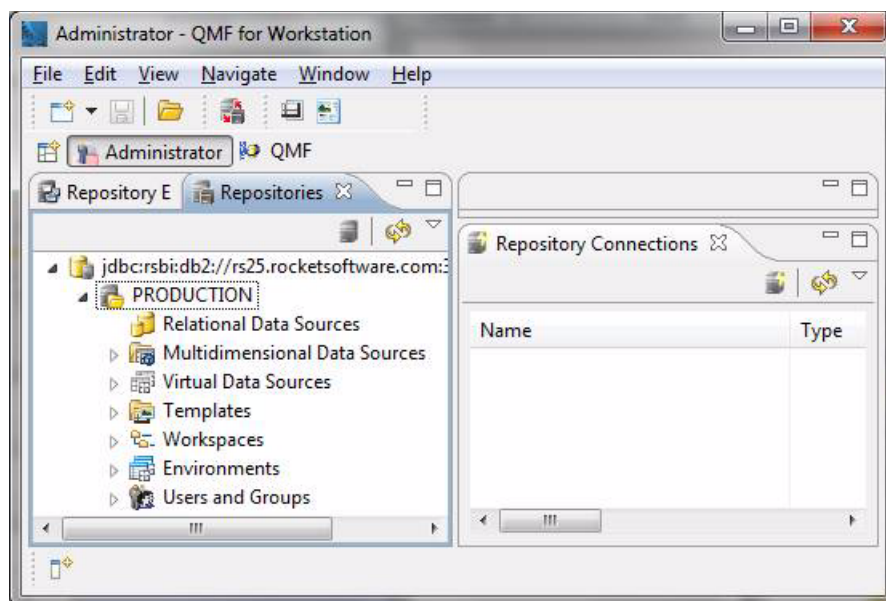 Administrator - QMF for Workstation
File Edit View Navigate Window Help
Administrator QMF
Repository E Repositories
Repository Connections
jdbc:rsbi:db2://rs25.rocketsoftware.com:3
PRODUCTION
Relational Data Sources
Multidimensional Data Sources
Virtual Data Sources
Templates
Workspaces
Environments
Users and Groups
Name Type